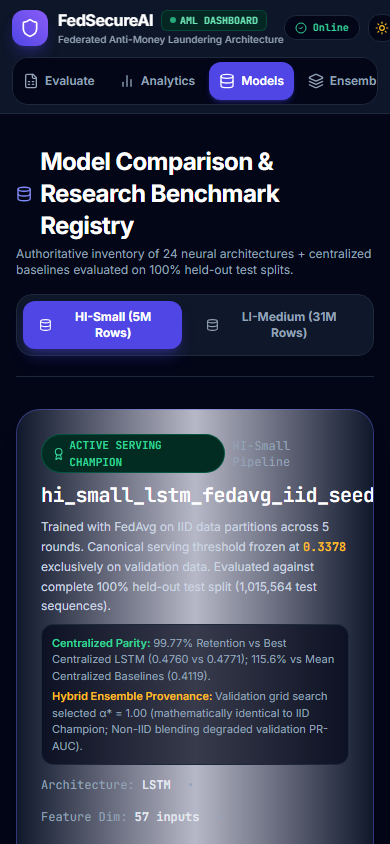 FedSecureAI
AML DASHBOARD
Federated Anti-Money Laundering Architecture
Online
Evaluate
Analytics
Models
Ensemb
Model Comparison &
Research Benchmark
Registry
Authoritative inventory of 24 neural architectures + centralized
baselines evaluated on 100% held-out test splits.
HI-Small (5M
Rows)
LI-Medium (31M
Rows)
ACTIVE SERVING
CHAMPION
HI-Small
Pipeline
hi_small_lstm_fedavg_iid_seed
Trained with FedAvg on IID data partitions across 5
rounds. Canonical serving threshold frozen at 0.3378
exclusively on validation data. Evaluated against
complete 100% held-out test split (1,015,564 test
sequences).
Centralized Parity: 99.77% Retention vs Best
Centralized LSTM (0.4760 vs 0.4771); 115.6% vs Mean
Centralized Baselines (0.4119).
Hybrid Ensemble Provenance: Validation grid search
selected α* = 1.00 (mathematically identical to IID
Champion; Non-IID blending degraded validation PR-
AUC).
Architecture: LSTM •
Feature Dim: 57 inputs